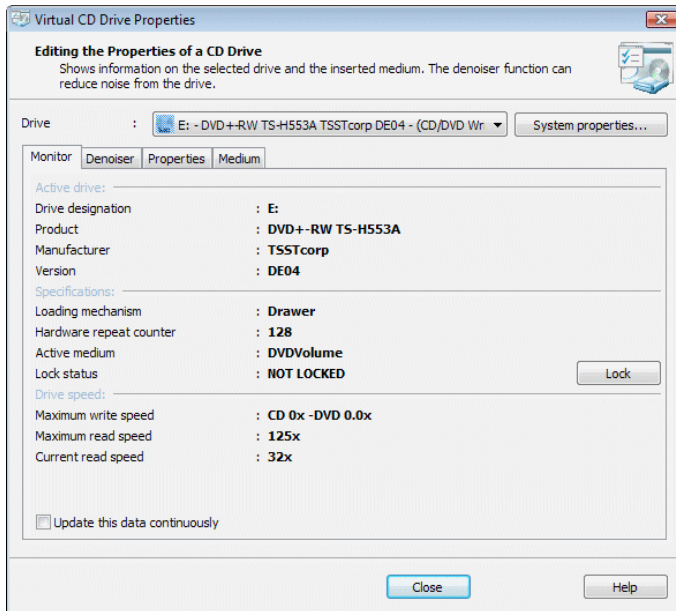 Virtual CD Drive Properties
Editing the Properties of a CD Drive
Shows information on the selected drive and the inserted medium. The denoiser function can
reduce noise from the drive.
Drive : E: - DVD+-RW TS-H553A TSSTcorp DE04 - (CD/DVD Wr System properties...
Monitor Denoiser Properties Medium
Active drive:
Drive designation : E:
Product : DVD+-RW TS-H553A
Manufacturer : TSSTcorp
Version : DE04
Specifications:
Loading mechanism : Drawer
Hardware repeat counter : 128
Active medium : DVDVolume
Lock status : NOT LOCKED Lock
Drive speed:
Maximum write speed : CD 0x -DVD 0.0x
Maximum read speed : 125x
Current read speed : 32x
Update this data continuously
Close Help